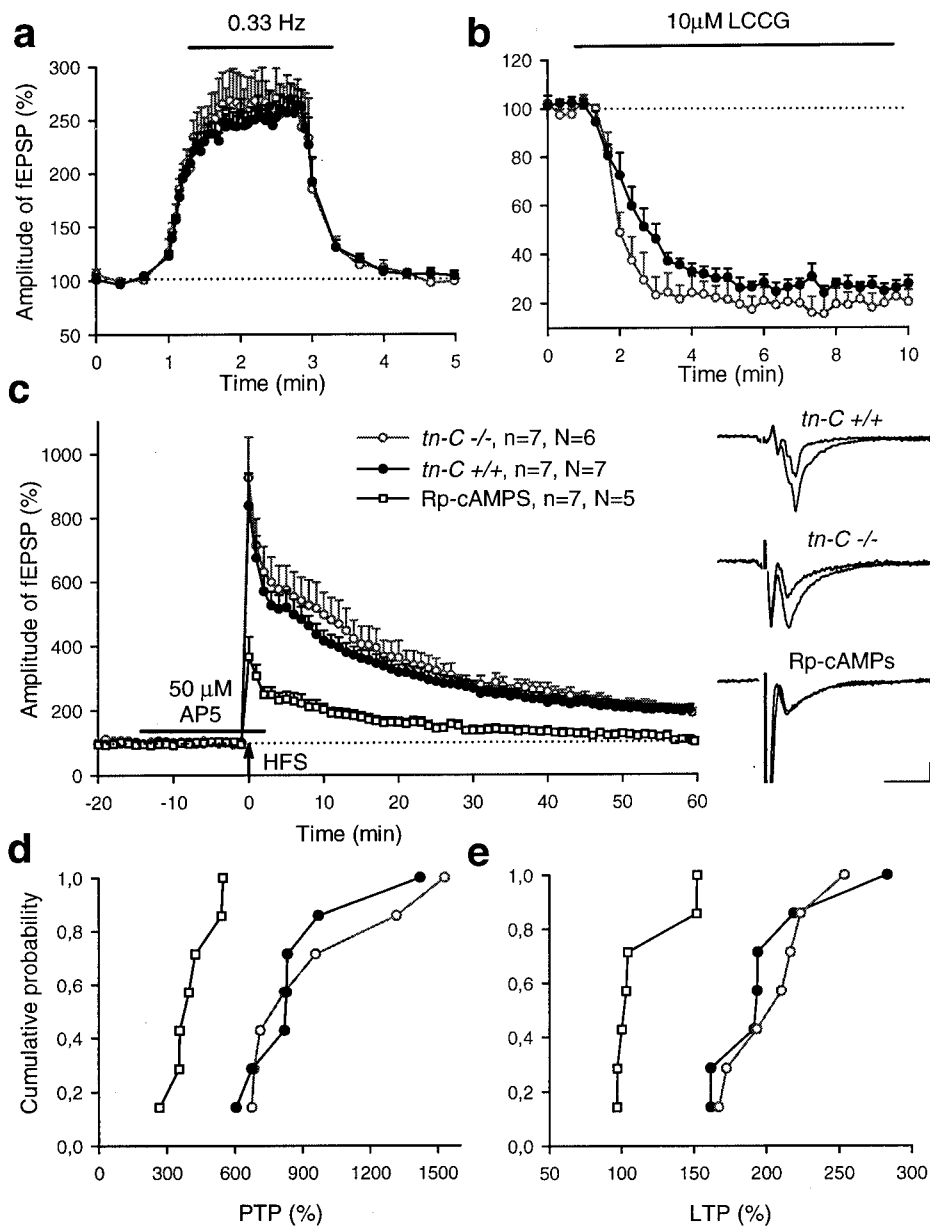 a
0.33 Hz
Amplitude of fEPSP (%)
300
250
200
150
100
50
0 1 2 3 4 5
Time (min)
b
10μM LCCG
120
100
80
60
40
20
0 2 4 6 8 10
Time (min)
c
Amplitude of fEPSP (%)
1000
800
600
400
200
0
-20 -10 0 10 20 30 40 50 60
Time (min)
tn-C -/-, n=7, N=6
tn-C +/+, n=7, N=7
Rp-cAMPS, n=7, N=5
50 μM
AP5
HFS
tn-C +/+
tn-C -/-
Rp-cAMPs
d
Cumulative probability
1,0
0,8
0,6
0,4
0,2
0,0
0 300 600 900 1200 1500
PTP (%)
e
1,0
0,8
0,6
0,4
0,2
0,0
50 100 150 200 250 300
LTP (%)